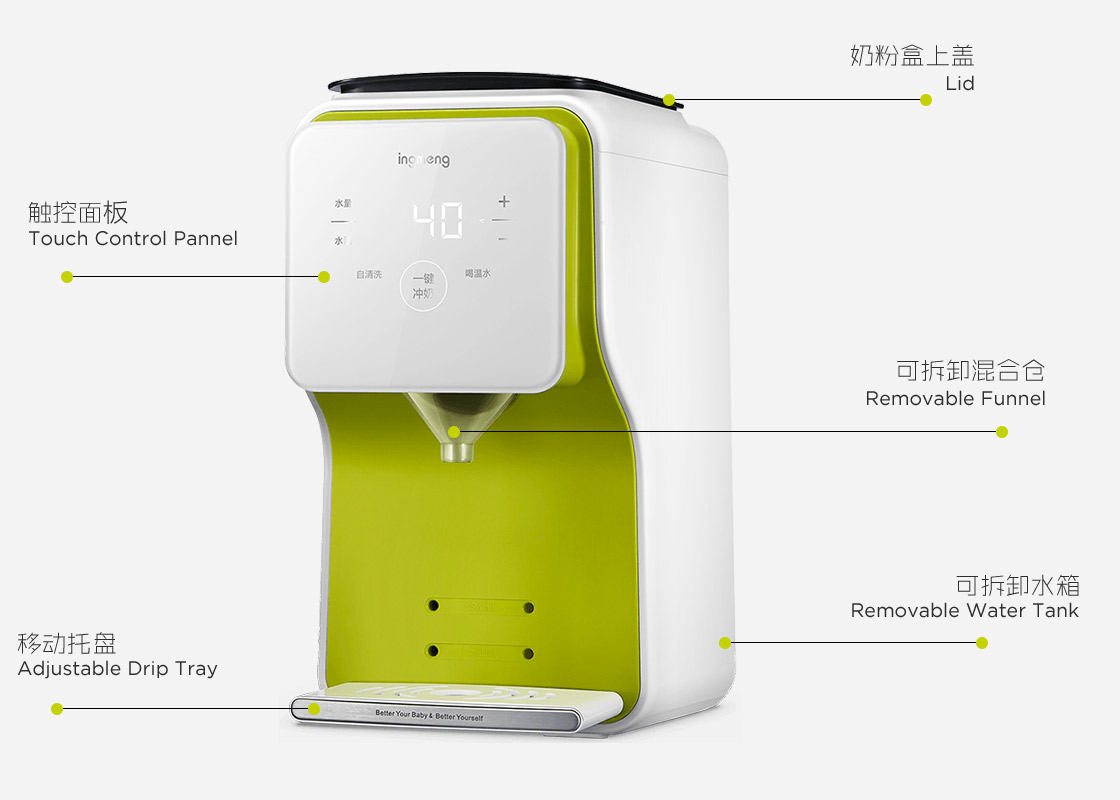 奶粉盒上盖
Lid
触控面板
Touch Control Pannel
水量
40
自清洗
一键
冲奶
喝温水
可拆卸混合仓
Removable Funnel
可拆卸水箱
Removable Water Tank
移动托盘
Adjustable Drip Tray
Better Your Baby & Better Yourself